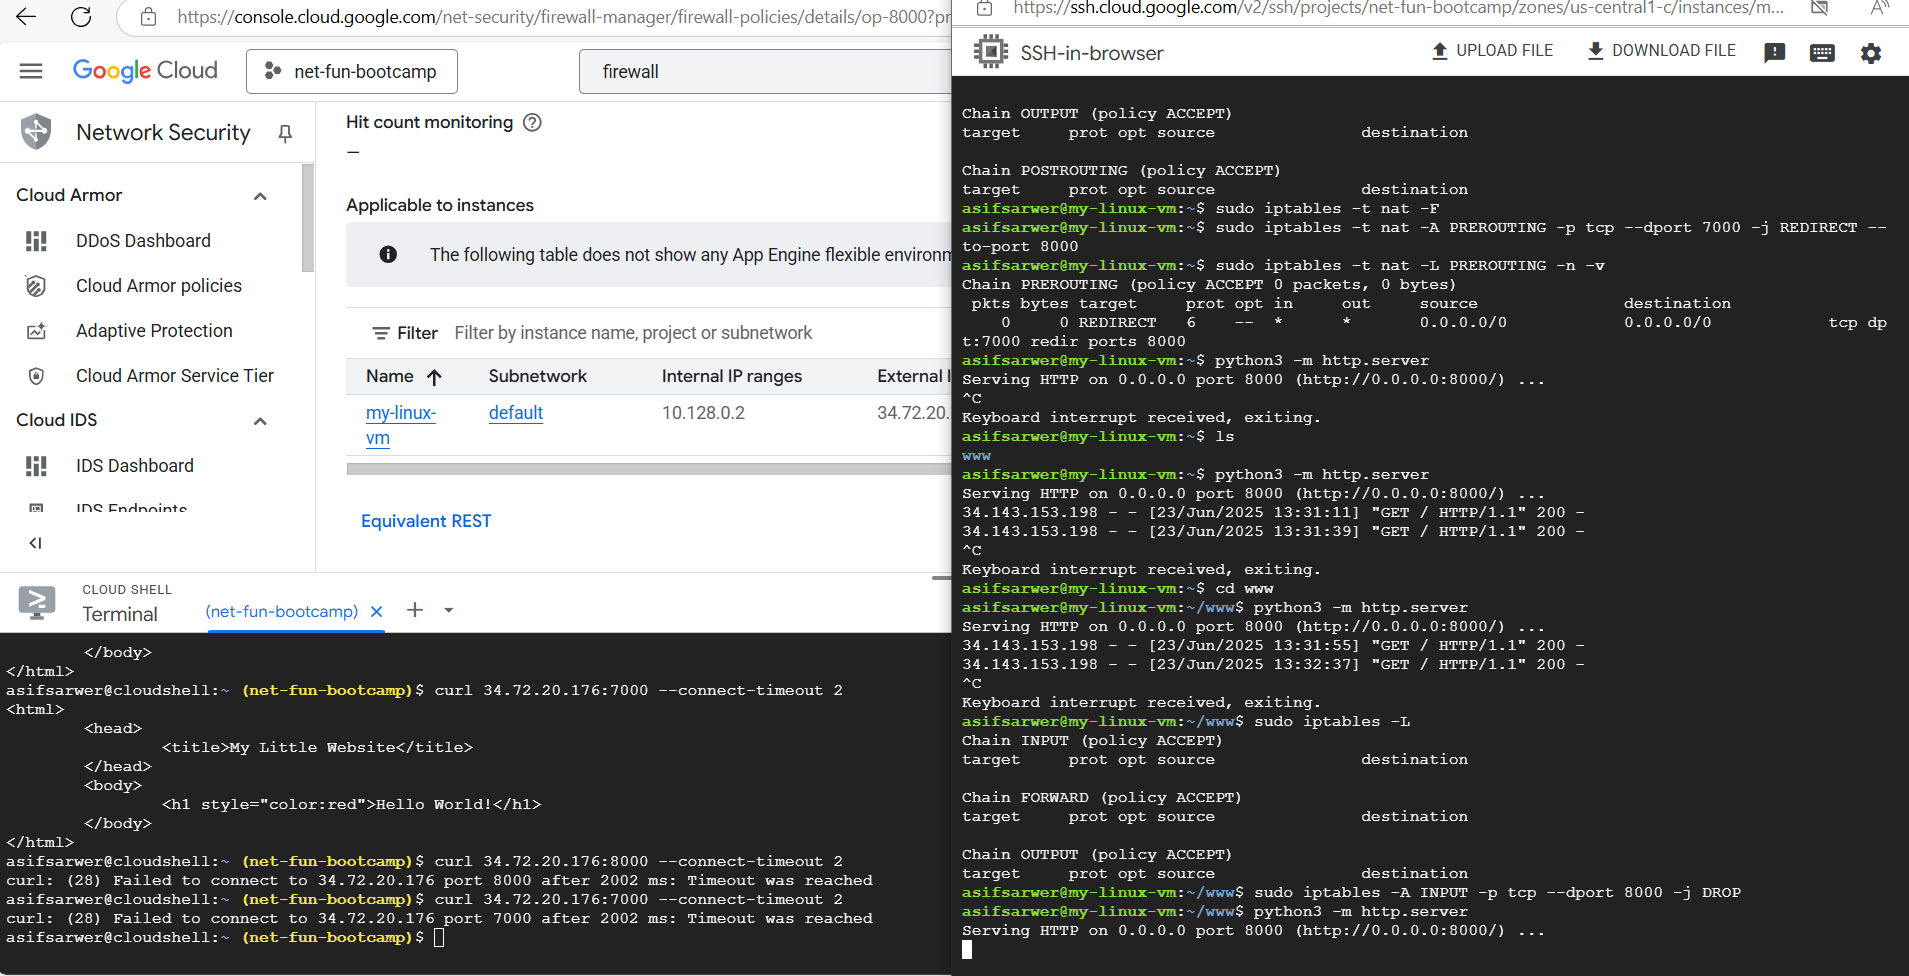 https://console.cloud.google.com/net-security/firewall-manager/firewall-policies/details/op-8000?pr
Google Cloud
net-fun-bootcamp
firewall
Network Security
Cloud Armor
DDoS Dashboard
Cloud Armor policies
Adaptive Protection
Cloud Armor Service Tier
Cloud IDS
IDS Dashboard
IDS Endpoints
Hit count monitoring
—
Applicable to instances
The following table does not show any App Engine flexible environm
Filter Filter by instance name, project or subnetwork
Name Subnetwork Internal IP ranges External I
my-linux- default 10.128.0.2 34.72.20.
vm
Equivalent REST
CLOUD SHELL
Terminal
(net-fun-bootcamp)
</body>
</html>
asifsarwer@cloudshell:~ (net-fun-bootcamp)$ curl 34.72.20.176:7000 --connect-timeout 2
<html>
<head>
<title>My Little Website</title>
</head>
<body>
<h1 style="color:red">Hello World!</h1>
</body>
</html>
asifsarwer@cloudshell:~ (net-fun-bootcamp)$ curl 34.72.20.176:8000 --connect-timeout 2
curl: (28) Failed to connect to 34.72.20.176 port 8000 after 2002 ms: Timeout was reached
asifsarwer@cloudshell:~ (net-fun-bootcamp)$ curl 34.72.20.176:7000 --connect-timeout 2
curl: (28) Failed to connect to 34.72.20.176 port 7000 after 2002 ms: Timeout was reached
asifsarwer@cloudshell:~ (net-fun-bootcamp)$
https://ssh.cloud.google.com/v2/ssh/projects/net-fun-bootcamp/zones/us-central1-c/instances/m...
SSH-in-browser
UPLOAD FILE
DOWNLOAD FILE
Chain OUTPUT (policy ACCEPT)
target prot opt source destination
Chain POSTROUTING (policy ACCEPT)
target prot opt source destination
asifsarwer@my-linux-vm:~$ sudo iptables -t nat -F
asifsarwer@my-linux-vm:~$ sudo iptables -t nat -A PREROUTING -p tcp --dport 7000 -j REDIRECT --
to-port 8000
asifsarwer@my-linux-vm:~$ sudo iptables -t nat -L PREROUTING -n -v
Chain PREROUTING (policy ACCEPT 0 packets, 0 bytes)
pkts bytes target prot opt in out source destination
0 0 REDIRECT 6 -- * * 0.0.0.0/0 0.0.0.0/0 tcp dp
t:7000 redir ports 8000
asifsarwer@my-linux-vm:~$ python3 -m http.server
Serving HTTP on 0.0.0.0 port 8000 (http://0.0.0.0:8000/) ...
^C
Keyboard interrupt received, exiting.
asifsarwer@my-linux-vm:~$ ls
www
asifsarwer@my-linux-vm:~$ python3 -m http.server
Serving HTTP on 0.0.0.0 port 8000 (http://0.0.0.0:8000/) ...
34.143.153.198 - - [23/Jun/2025 13:31:11] "GET / HTTP/1.1" 200 -
34.143.153.198 - - [23/Jun/2025 13:31:39] "GET / HTTP/1.1" 200 -
^C
Keyboard interrupt received, exiting.
asifsarwer@my-linux-vm:~$ cd www
asifsarwer@my-linux-vm:~/www$ python3 -m http.server
Serving HTTP on 0.0.0.0 port 8000 (http://0.0.0.0:8000/) ...
34.143.153.198 - - [23/Jun/2025 13:31:55] "GET / HTTP/1.1" 200 -
34.143.153.198 - - [23/Jun/2025 13:32:37] "GET / HTTP/1.1" 200 -
^C
Keyboard interrupt received, exiting.
asifsarwer@my-linux-vm:~/www$ sudo iptables -L
Chain INPUT (policy ACCEPT)
target prot opt source destination
Chain FORWARD (policy ACCEPT)
target prot opt source destination
Chain OUTPUT (policy ACCEPT)
target prot opt source destination
asifsarwer@my-linux-vm:~/www$ sudo iptables -A INPUT -p tcp --dport 8000 -j DROP
asifsarwer@my-linux-vm:~/www$ python3 -m http.server
Serving HTTP on 0.0.0.0 port 8000 (http://0.0.0.0:8000/) ...